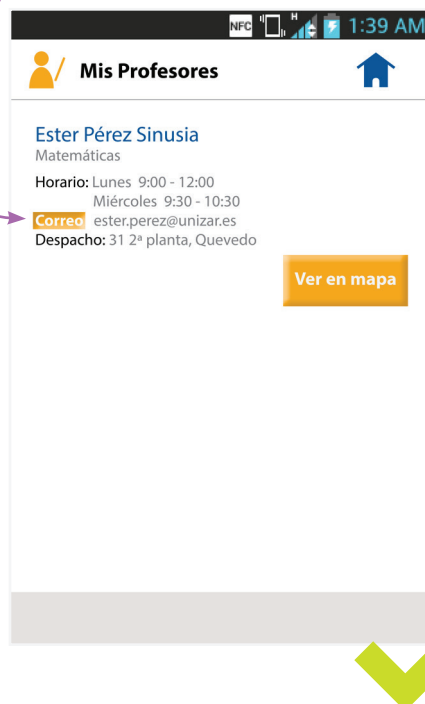 NFC H 1:39 AM
Mis Profesores
Ester Pérez Sinusia
Matemáticas
Horario: Lunes 9:00 - 12:00
Miércoles 9:30 - 10:30
Correo ester.perez@unizar.es
Despacho: 31 2ª planta, Quevedo
Ver en mapa